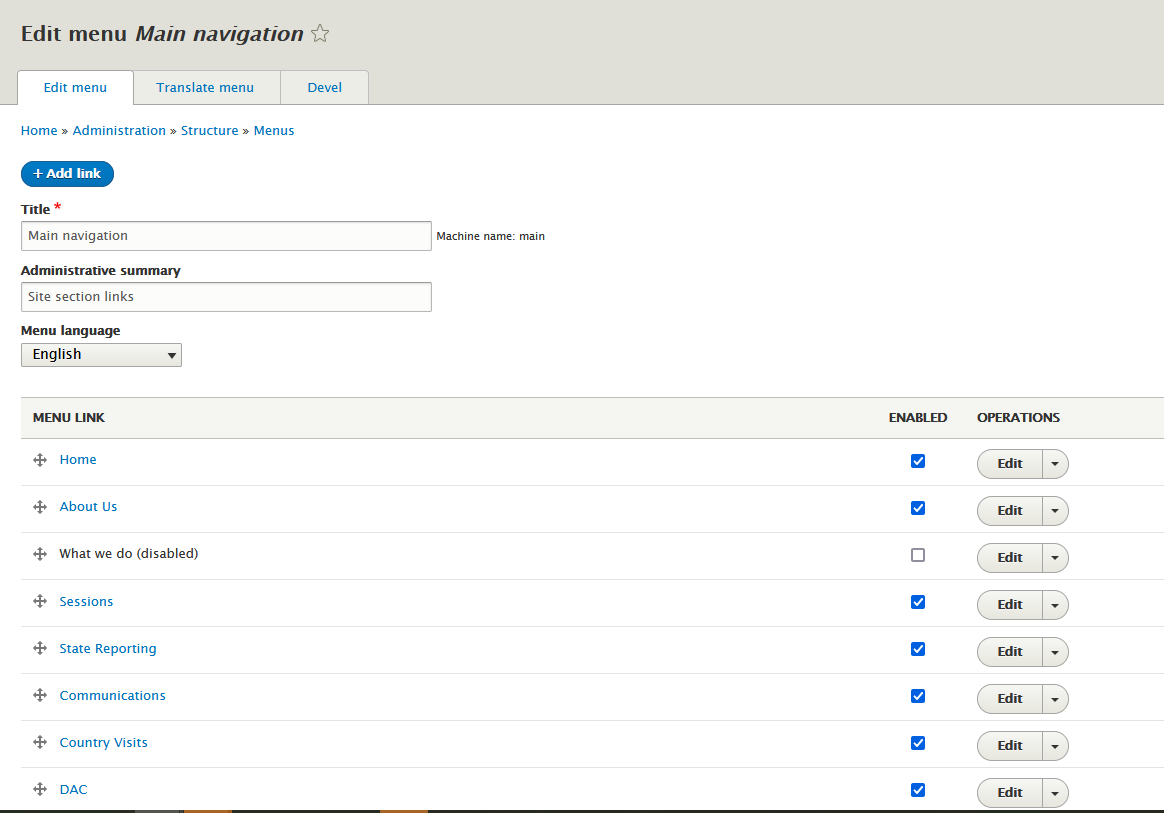 Edit menu Main navigation
Edit menu Translate menu Devel
Home » Administration » Structure » Menus
+ Add link
Title *
Main navigation Machine name: main
Administrative summary
Site section links
Menu language
English
MENU LINK ENABLED OPERATIONS
Home Edit
About Us Edit
What we do (disabled) Edit
Sessions Edit
State Reporting Edit
Communications Edit
Country Visits Edit
DAC Edit